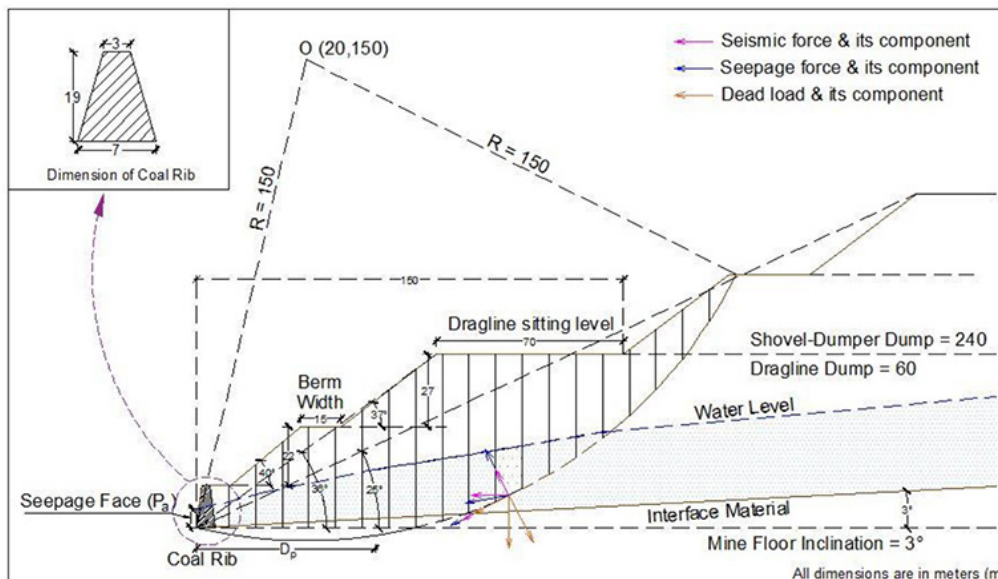 3
19
7
Dimension of Coal Rib
O (20,150)
Seismic force & its component
Seepage force & its component
Dead load & its component
R = 150
R = 150
150
Dragline sitting level
70
Shovel-Dumper Dump = 240
Dragline Dump = 60
Berm
Width
15
27
37°
Water Level
22
40°
36°
25°
Seepage Face (Pa)
Interface Material
3°
Coal Rib
Dp
Mine Floor Inclination = 3°
All dimensions are in meters (m